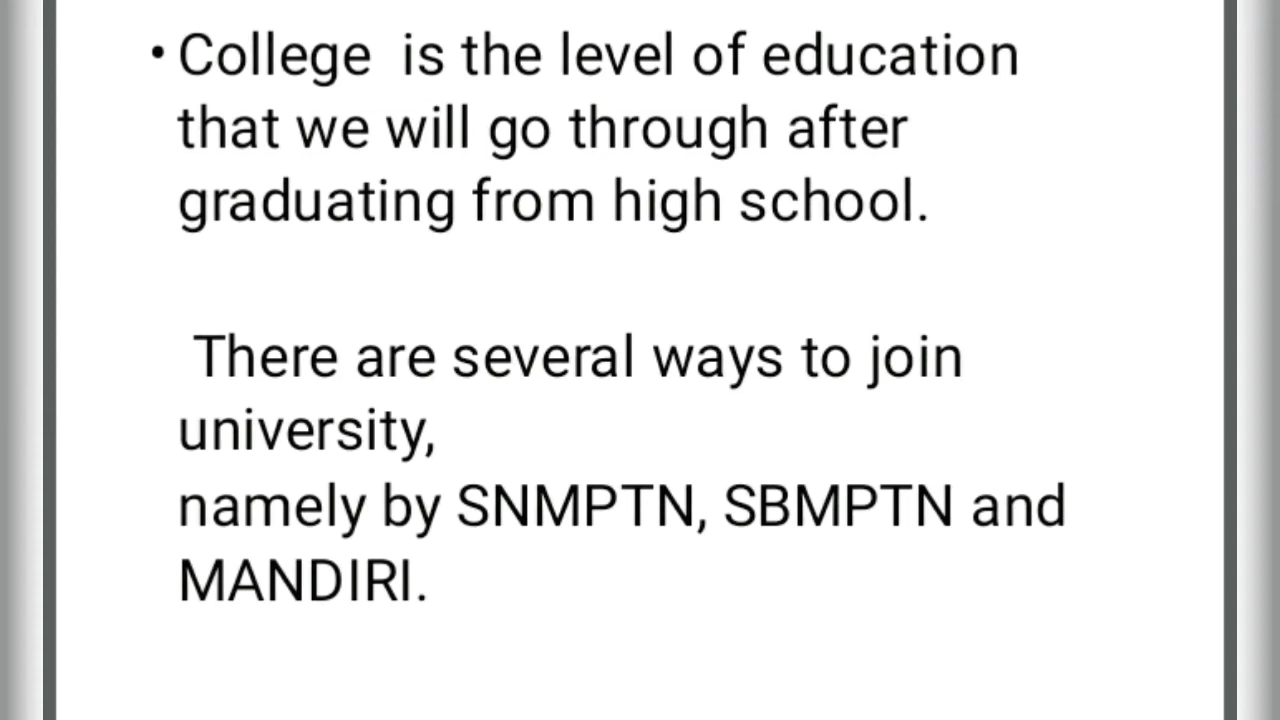 • College  is the level of education
that we will go through after
graduating from high school.
There are several ways to join
university,
namely by SNMPTN, SBMPTN and
MANDIRI.